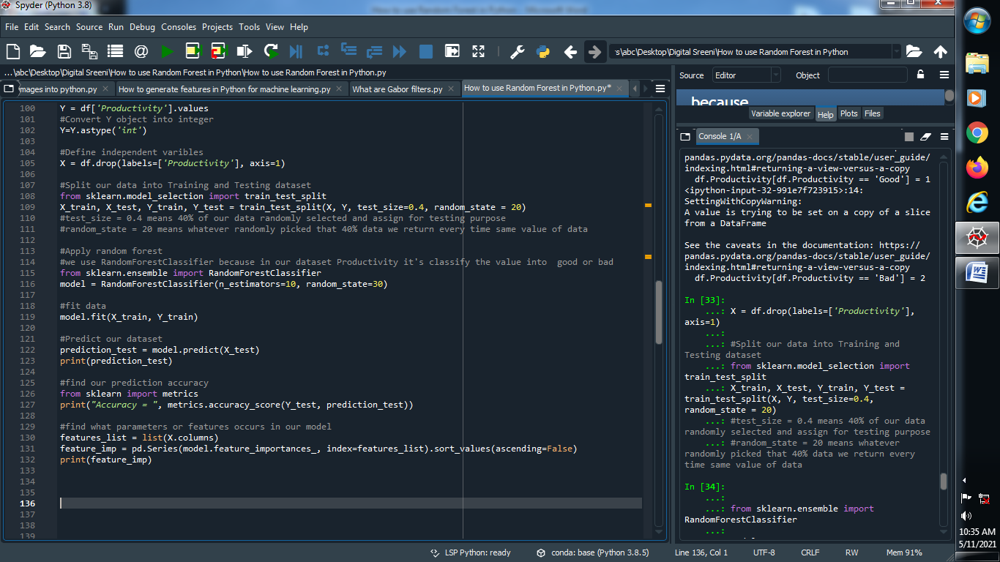 Spyder (Python 3.8)
How to use Random Forest in Python - Microsoft Word
File Edit Search Source Run Debug Consoles Projects Tools View Help
s\abc\Desktop\Digital Sreeni\How to use Random Forest in Python
...\abc\Desktop\Digital Sreeni\How to use Random Forest in Python\How to use Random Forest in Python.py
mages into python.py How to generate features in Python for machine learning.py What are Gabor filters.py How to use Random Forest in Python.py*
100 Y = df['Productivity'].values
101 #Convert Y object into integer
102 Y=Y.astype('int')
103
104 #Define independent varibles
105 X = df.drop(labels=['Productivity'], axis=1)
106
107 #Split our data into Training and Testing dataset
108 from sklearn.model_selection import train_test_split
109 X_train, X_test, Y_train, Y_test = train_test_split(X, Y, test_size=0.4, random_state = 20)
110 #test_size = 0.4 means 40% of our data randomly selected and assign for testing purpose
111 #random_state = 20 means whatever randomly picked that 40% data we return every time same value of data
112
113 #Apply random forest
114 #we use RandomForestClassifier because in our dataset Productivity it's classify the value into  good or bad
115 from sklearn.ensemble import RandomForestClassifier
116 model = RandomForestClassifier(n_estimators=10, random_state=30)
117
118 #fit data
119 model.fit(X_train, Y_train)
120
121 #Predict our dataset
122 prediction_test = model.predict(X_test)
123 print(prediction_test)
124
125 #find our prediction accuracy
126 from sklearn import metrics
127 print("Accuracy = ", metrics.accuracy_score(Y_test, prediction_test))
128
129 #find what parameters or features occurs in our model
130 features_list = list(X.columns)
131 feature_imp = pd.Series(model.feature_importances_, index=features_list).sort_values(ascending=False)
132 print(feature_imp)
133
134
135
136
137
138
139
Source Editor Object
because
Variable explorer Help Plots Files
Console 1/A
pandas.pydata.org/pandas-docs/stable/user_guide/
indexing.html#returning-a-view-versus-a-copy
df.Productivity[df.Productivity == 'Good'] = 1
<ipython-input-32-991e7f723915>:14:
SettingWithCopyWarning:
A value is trying to be set on a copy of a slice
from a DataFrame
See the caveats in the documentation: https://
pandas.pydata.org/pandas-docs/stable/user_guide/
indexing.html#returning-a-view-versus-a-copy
df.Productivity[df.Productivity == 'Bad'] = 2
In [33]:
...: X = df.drop(labels=['Productivity'],
axis=1)
...:
...: #Split our data into Training and
Testing dataset
...: from sklearn.model_selection import
train_test_split
...: X_train, X_test, Y_train, Y_test =
train_test_split(X, Y, test_size=0.4,
random_state = 20)
...: #test_size = 0.4 means 40% of our data
randomly selected and assign for testing purpose
...: #random_state = 20 means whatever
randomly picked that 40% data we return every
time same value of data
In [34]:
...:
...: from sklearn.ensemble import
RandomForestClassifier
...:
LSP Python: ready conda: base (Python 3.8.5) Line 136, Col 1 UTF-8 CRLF RW Mem 91%
10:35 AM
5/11/2021